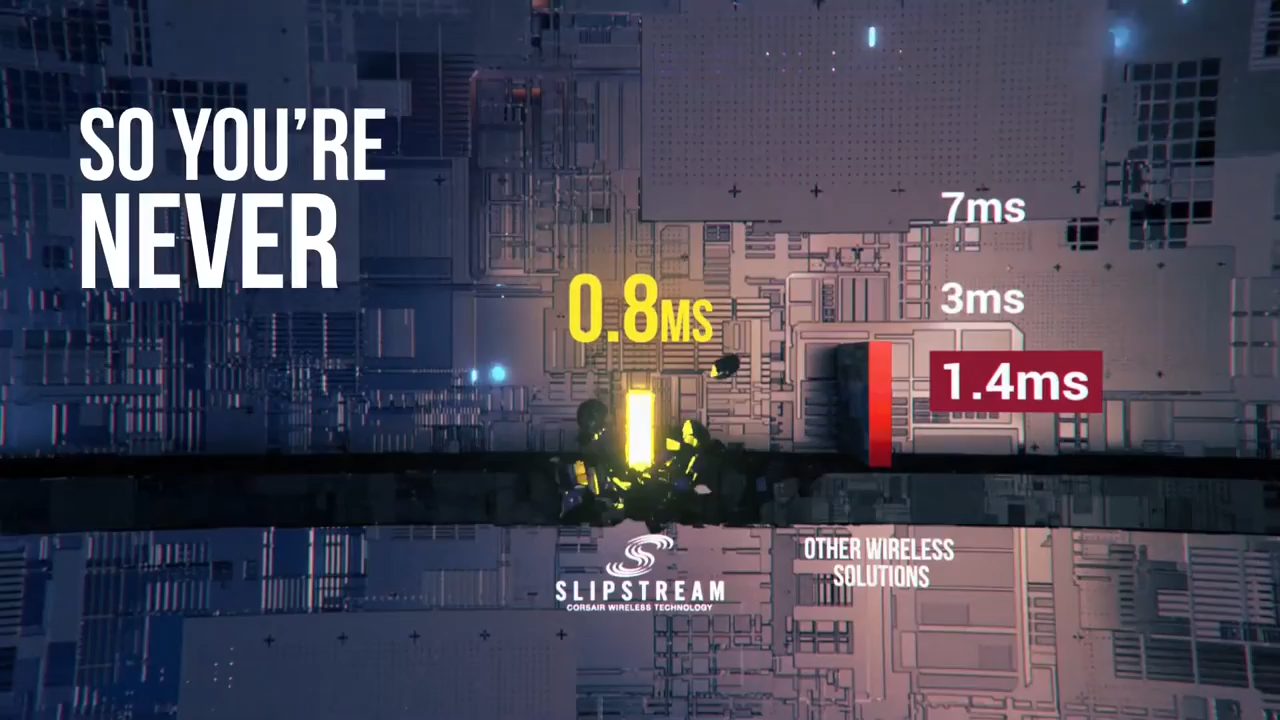 SO YOU'RE
NEVER
7ms
3ms
0.8MS
1.4ms
SLIPSTREAM
CORSAIR WIRELESS TECHNOLOGY
OTHER WIRELESS
SOLUTIONS